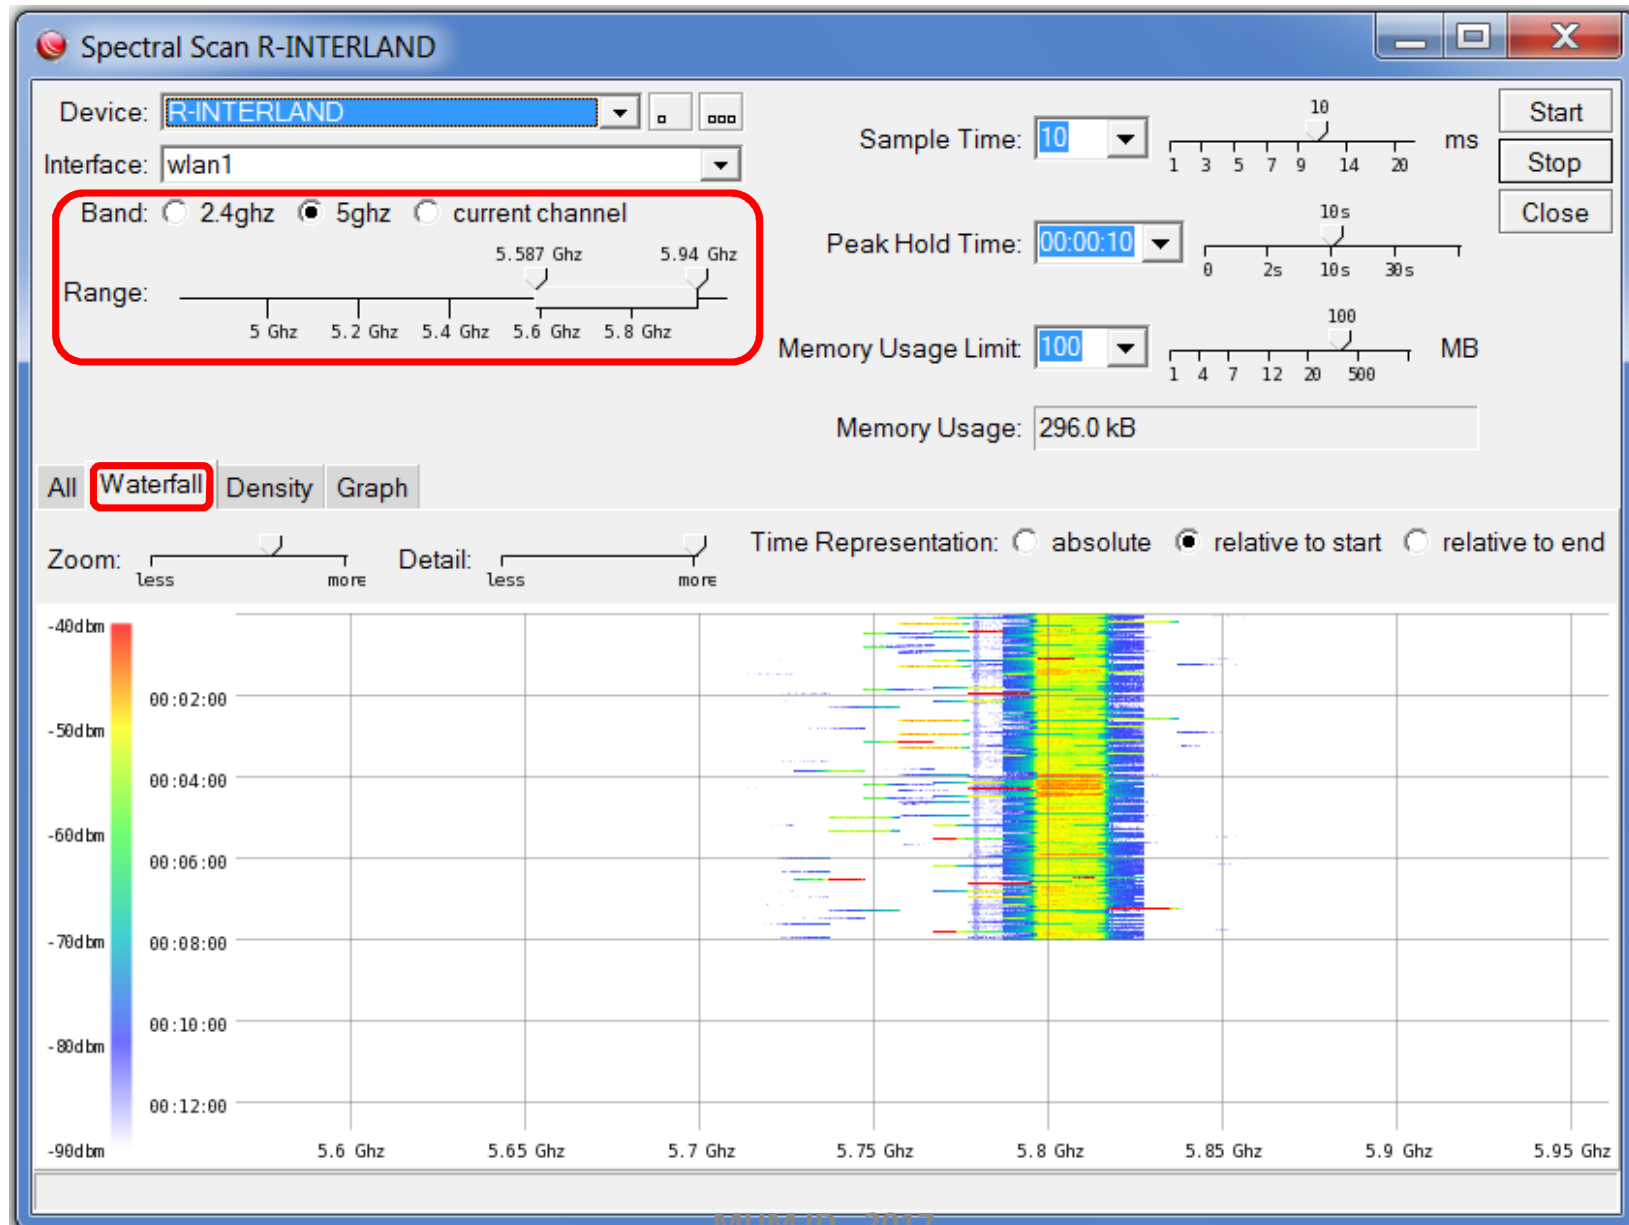 Spectral Scan R-INTERLAND
Device: R-INTERLAND
Interface: wlan1
Band: 2.4ghz 5ghz current channel
5.587 Ghz 5.94 Ghz
Range:
5 Ghz 5.2 Ghz 5.4 Ghz 5.6 Ghz 5.8 Ghz
Sample Time: 10 ms
10
1 3 5 7 9 14 20
Peak Hold Time: 00:00:10
10s
0 2s 10s 30s
Memory Usage Limit: 100 MB
100
1 4 7 12 20 500
Memory Usage: 296.0 kB
Start
Stop
Close
All Waterfall Density Graph
Zoom: less more Detail: less more
Time Representation: absolute relative to start relative to end
-40dbm
-50dbm
-60dbm
-70dbm
-80dbm
-90dbm
00:02:00
00:04:00
00:06:00
00:08:00
00:10:00
00:12:00
5.6 Ghz 5.65 Ghz 5.7 Ghz 5.75 Ghz 5.8 Ghz 5.85 Ghz 5.9 Ghz 5.95 Ghz
2017